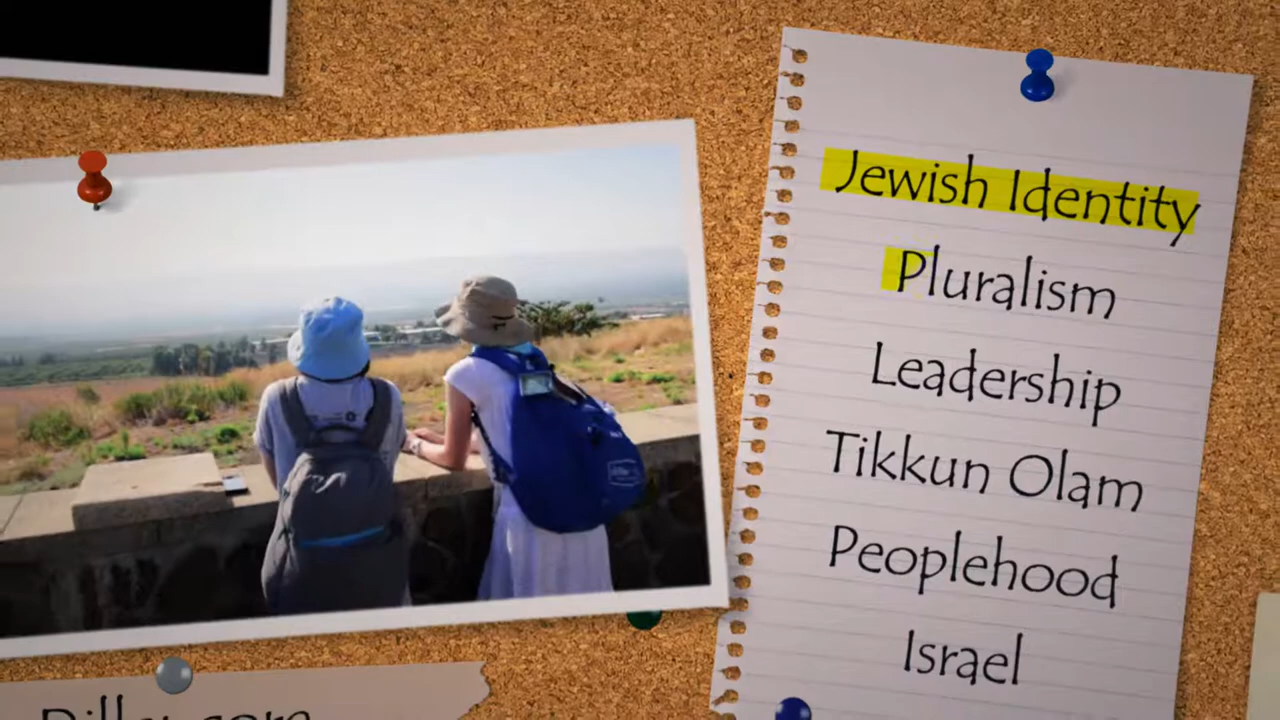 Jewish Identity
Pluralism
Leadership
Tikkun Olam
Peoplehood
Israel